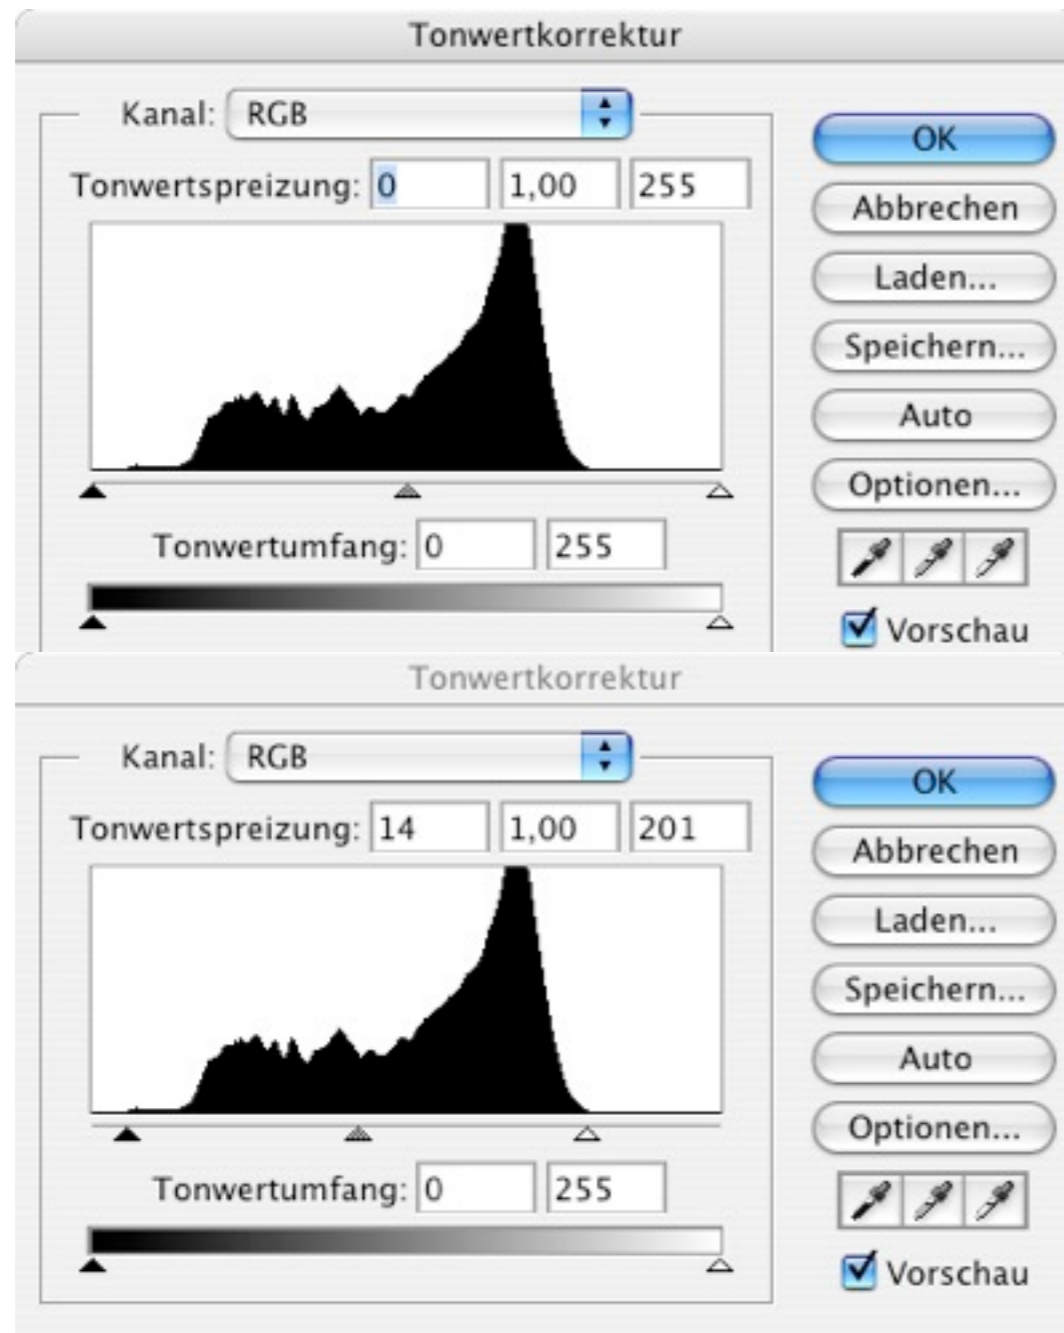 Tonwertkorrektur
Kanal: RGB
OK
Tonwertspreizung: 0 1,00 255
Abbrechen
Laden...
Speichern...
Auto
Optionen...
Tonwertumfang: 0 255
Vorschau
Tonwertkorrektur
Kanal: RGB
OK
Tonwertspreizung: 14 1,00 201
Abbrechen
Laden...
Speichern...
Auto
Optionen...
Tonwertumfang: 0 255
Vorschau